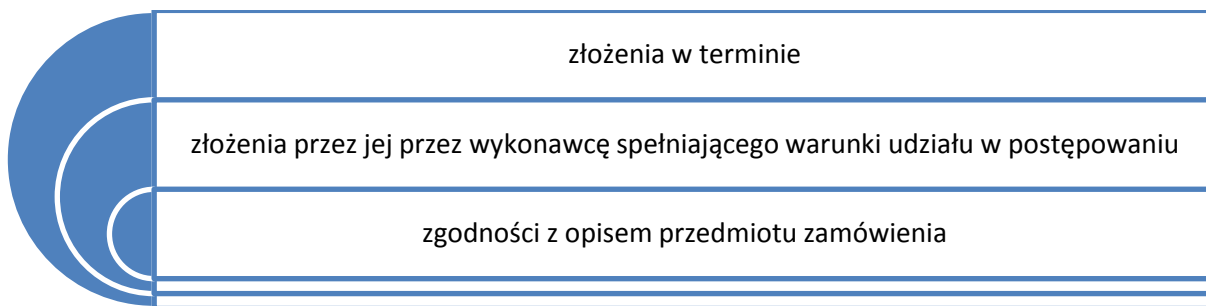 złożenia w terminie
złożenia przez jej przez wykonawcę spełniającego warunki udziału w postępowaniu
zgodności z opisem przedmiotu zamówienia